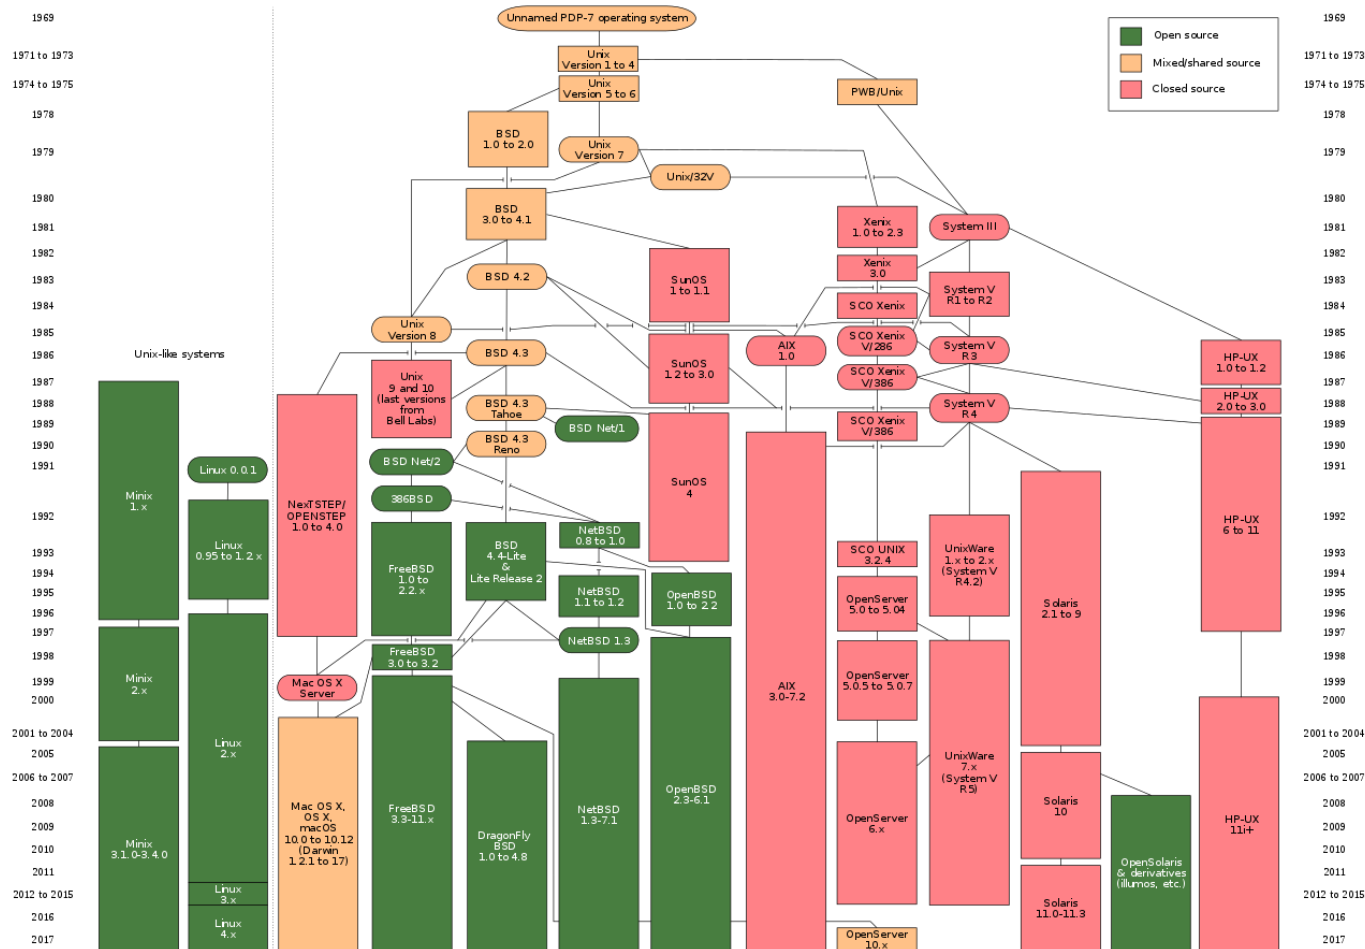 1969
1971 to 1973
1974 to 1975
1978
1979
1980
1981
1982
1983
1984
1985
1986
1987
1988
1989
1990
1991
1992
1993
1994
1995
1996
1997
1998
1999
2000
2001 to 2004
2005
2006 to 2007
2008
2009
2010
2011
2012 to 2015
2016
2017
Unix-like systems
Minix
1.x
Minix
2.x
Minix
3.1.0-3.4.0
Linux 0.0.1
Linux
0.95 to 1.2.x
Linux
2.x
Linux
3.x
Linux
4.x
Unnamed PDP-7 operating system
Unix
Version 1 to 4
Unix
Version 5 to 6
PWB/Unix
BSD
1.0 to 2.0
Unix
Version 7
Unix/32V
BSD
3.0 to 4.1
Xenix
1.0 to 2.3
System III
Xenix
3.0
BSD 4.2
SunOS
1 to 1.1
System V
R1 to R2
SCO Xenix
Unix
Version 8
SCO Xenix
V/286
AIX
1.0
System V
R3
BSD 4.3
SunOS
1.2 to 3.0
HP-UX
1.0 to 1.2
Unix
9 and 10
(last versions
from
Bell Labs)
SCO Xenix
V/386
HP-UX
2.0 to 3.0
BSD 4.3
Tahoe
System V
R4
BSD Net/1
SCO Xenix
V/386
BSD 4.3
Reno
BSD Net/2
SunOS
4
386BSD
NexTSTEP/
OPENSTEP
1.0 to 4.0
HP-UX
6 to 11
NetBSD
0.8 to 1.0
BSD
4.4-Lite
&
Lite Release 2
FreeBSD
1.0 to
2.2.x
SCO UNIX
3.2.4
UnixWare
1.x to 2.x
(System V
R4.2)
NetBSD
1.1 to 1.2
OpenBSD
1.0 to 2.2
OpenServer
5.0 to 5.04
Solaris
2.1 to 9
NetBSD 1.3
FreeBSD
3.0 to 3.2
Mac OS X
Server
AIX
3.0-7.2
OpenServer
5.0.5 to 5.0.7
UnixWare
7.x
(System V
R5)
Mac OS X,
OS X,
macOS
10.0 to 10.12
(Darwin
1.2.1 to 17)
FreeBSD
3.3-11.x
DragonFly
BSD
1.0 to 4.8
NetBSD
1.3-7.1
OpenBSD
2.3-6.1
OpenServer
6.x
Solaris
10
OpenSolaris
& derivatives
(illumos, etc.)
HP-UX
11i+
Solaris
11.0-11.3
OpenServer
10.x
Open source
Mixed/shared source
Closed source
1969
1971 to 1973
1974 to 1975
1978
1979
1980
1981
1982
1983
1984
1985
1986
1987
1988
1989
1990
1991
1992
1993
1994
1995
1996
1997
1998
1999
2000
2001 to 2004
2005
2006 to 2007
2008
2009
2010
2011
2012 to 2015
2016
2017